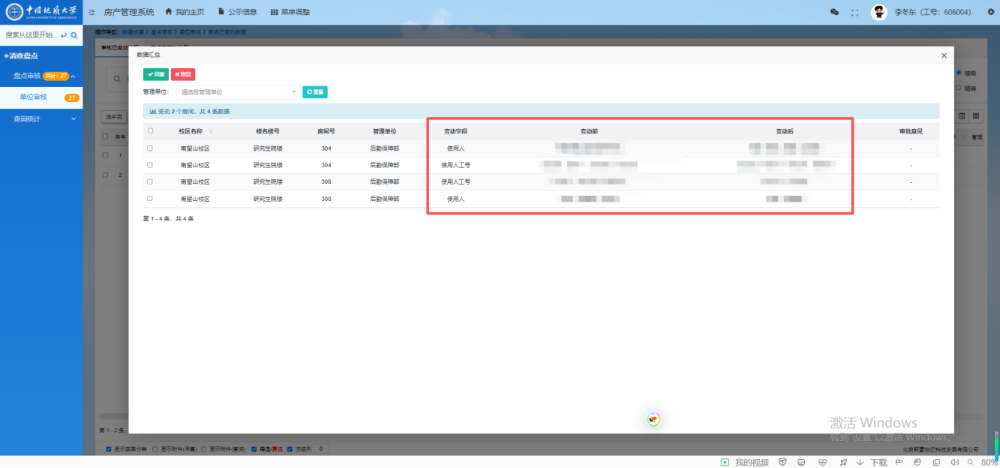 中国地质大学
CHINA UNIVERSITY OF GEOSCIENCES
房产管理系统 我的主页 公示信息 菜单调整 李冬东（工号：606004）
搜索从这里开始...
操作导航：数据核查 > 盘点审核 > 单位审核 > 审核已变动数据
清查盘点
审核已变动
数据汇总
盘点审核 共计: 27
同意 驳回
模糊
单位审核 27
管理单位： 请选择管理单位 重置
精确
变动 2 个房间，共 4 条数据
查询统计
选中项
校区名称 楼名楼号 房间号 管理单位 变动字段 变动前 变动后 审批意见
序号 管理
南望山校区 研究生院楼 304 后勤保障部 使用人 -
1
南望山校区 研究生院楼 304 后勤保障部 使用人工号 -
2
南望山校区 研究生院楼 308 后勤保障部 使用人工号 -
南望山校区 研究生院楼 308 后勤保障部 使用人 -
第 1 - 4 条，共 4 条
激活 Windows
第 1 - 2 条,
转到"设置"以激活 Windows。
显示菜单分类 显示附件(采集) 显示附件(查询) 单选/复选 冻结列 0
北京新豪世纪科技发展有限公司
我的视频 下载 80%